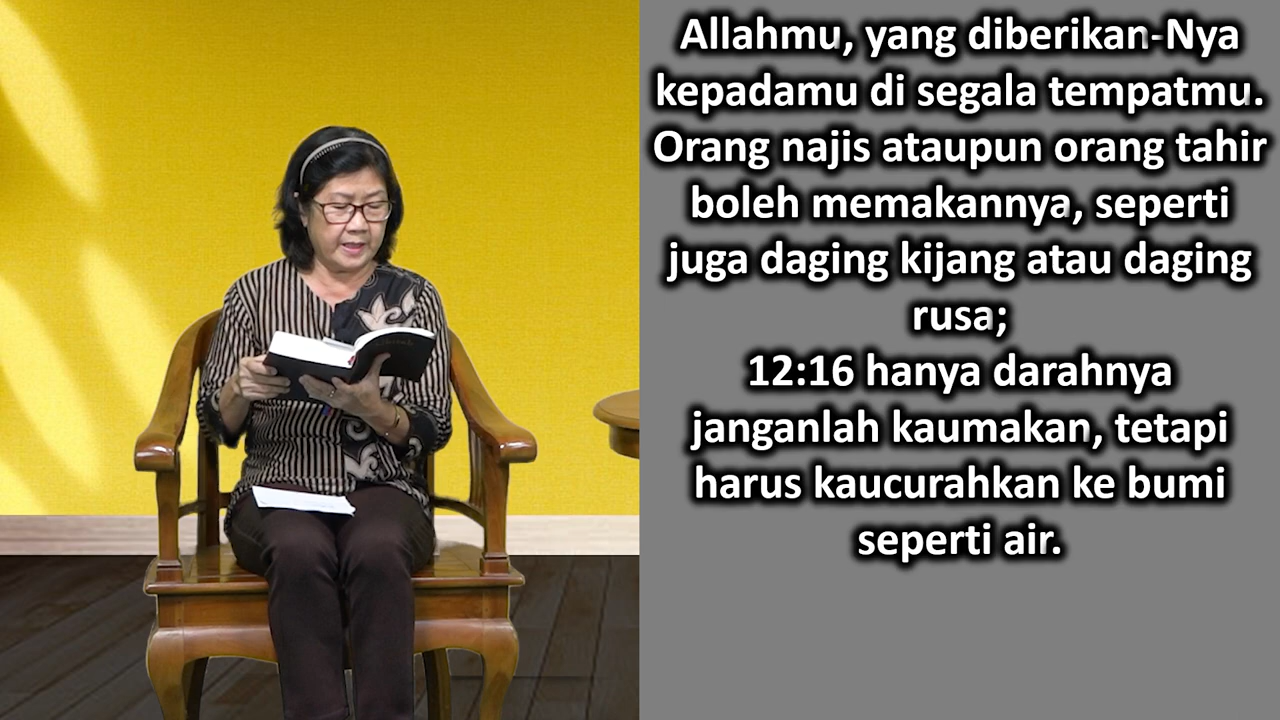 Allahmu, yang diberikan-Nya
kepadamu di segala tempatmu.
Orang najis ataupun orang tahir
boleh memakannya, seperti
juga daging kijang atau daging
rusa;
12:16 hanya darahnya
janganlah kaumakan, tetapi
harus kaucurahkan ke bumi
seperti air.